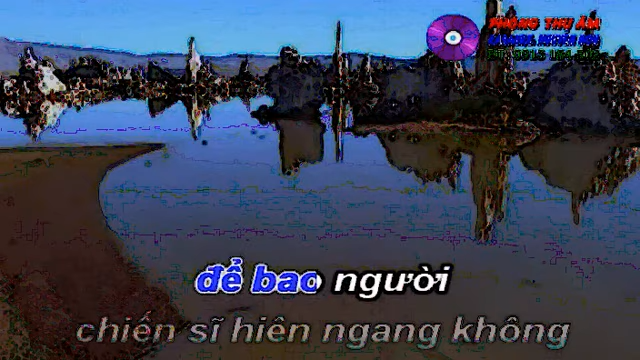 PHÒNG THU ÂM
để bao người
chiến sĩ hiên ngang không